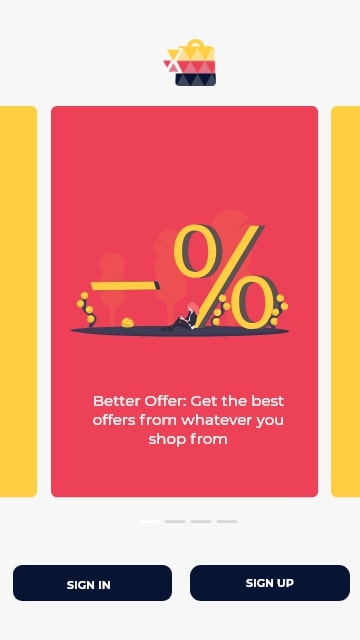 -%
Better Offer: Get the best
offers from whatever you
shop from
SIGN IN
SIGN UP